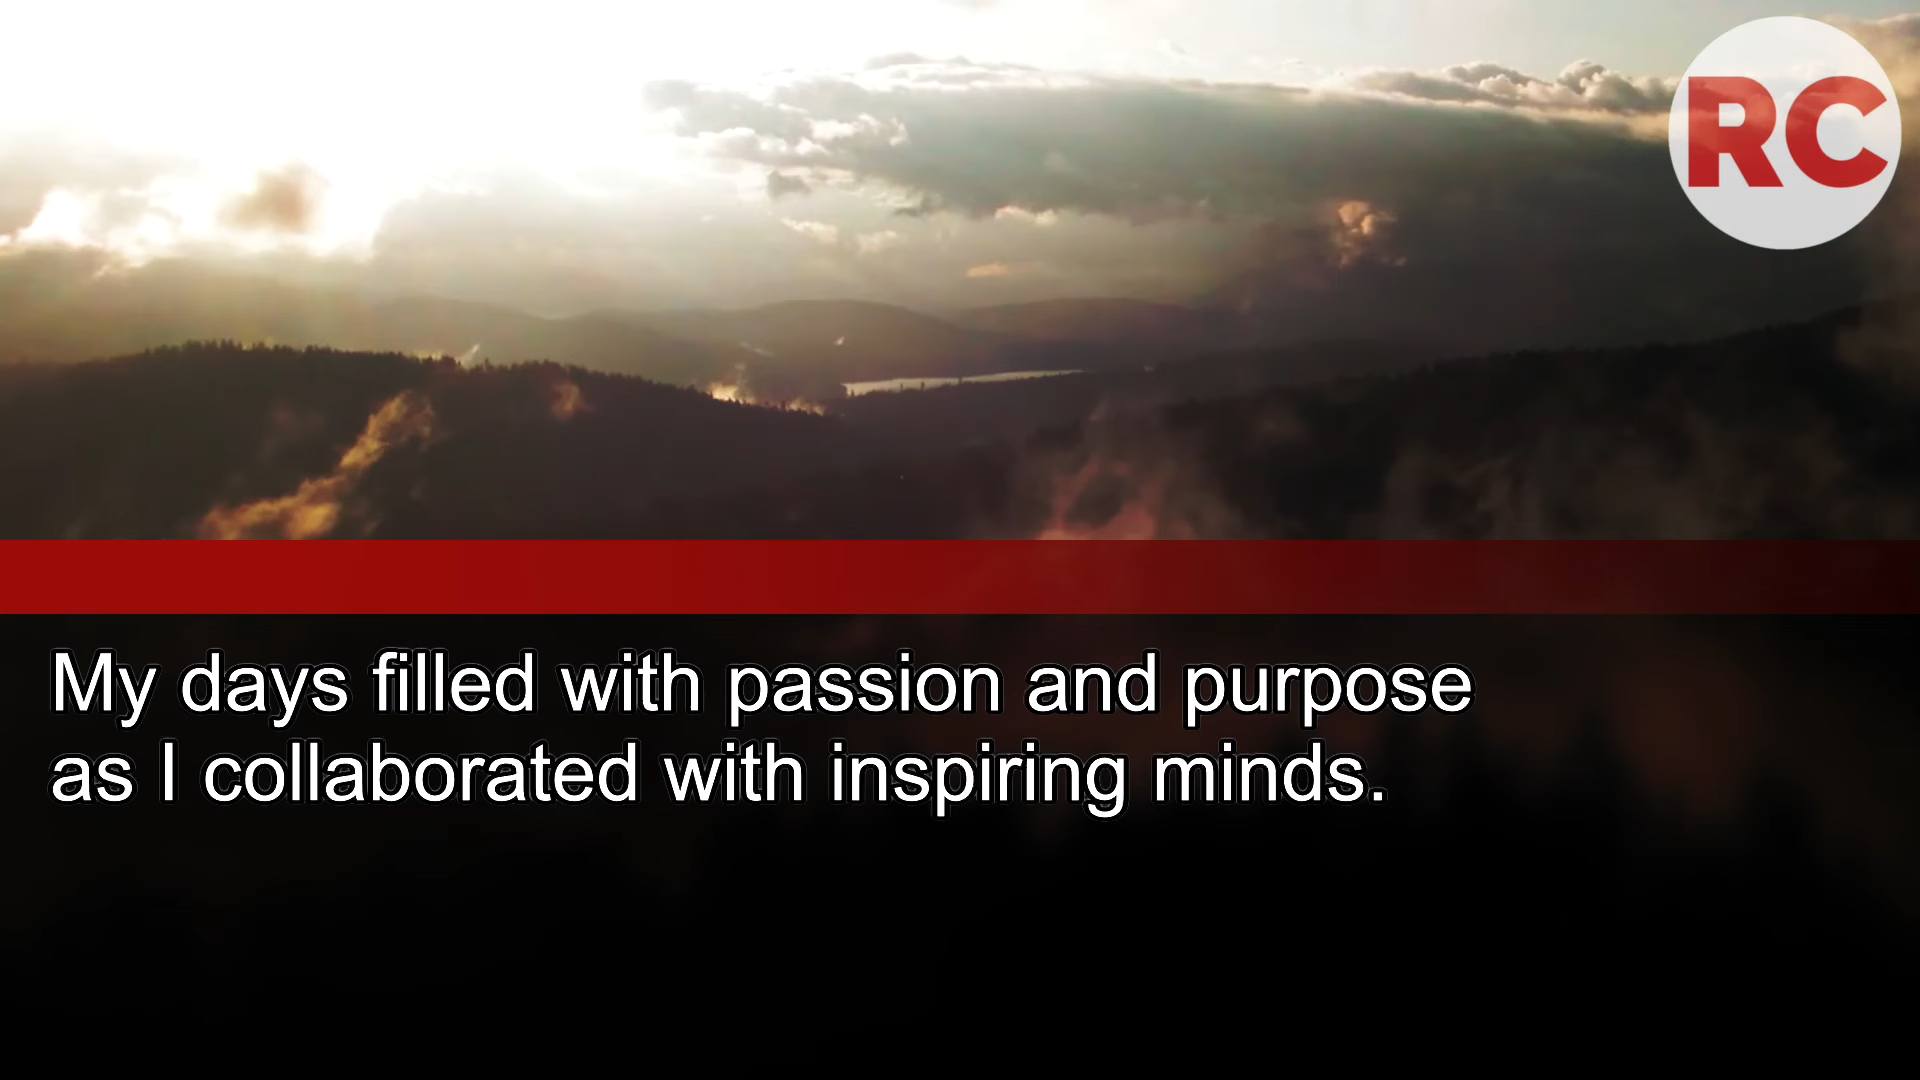 RC
My days filled with passion and purpose
as I collaborated with inspiring minds.